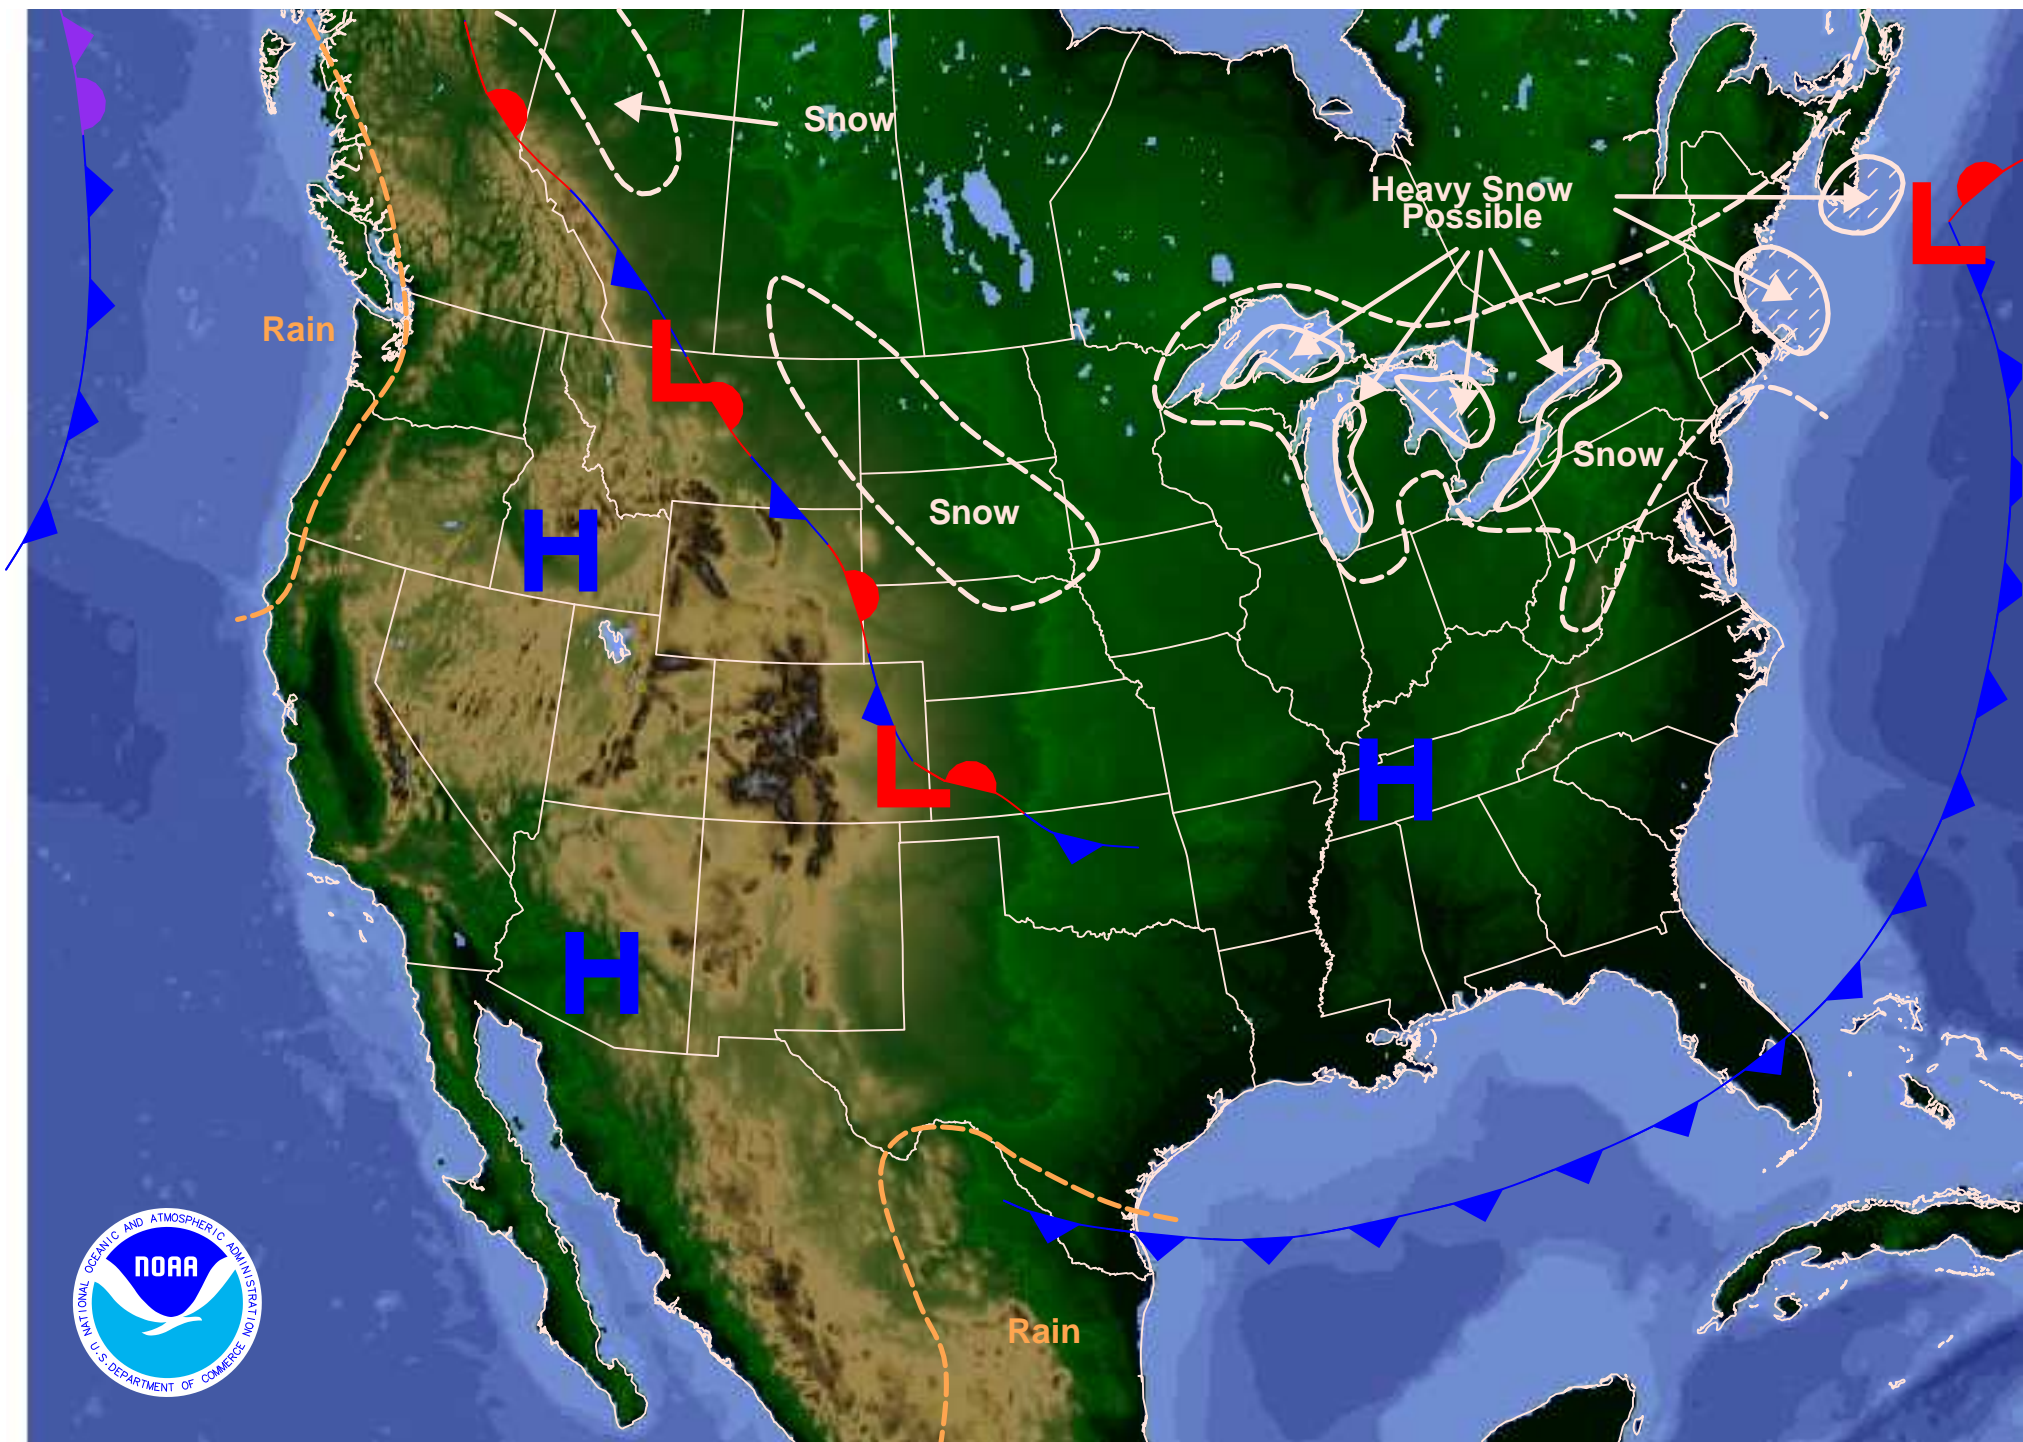 Snow
Heavy Snow
Possible
Rain
L
L
Snow
Snow
H
L
H
H
Rain
NATIONAL OCEANIC AND ATMOSPHERIC ADMINISTRATION
NOAA
U.S. DEPARTMENT OF COMMERCE